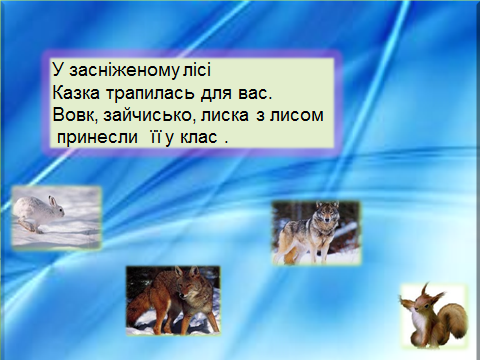 У засніженому лісі
Казка трапилась для вас.
Вовк, зайчисько, лиска з лисом
принесли її у клас .